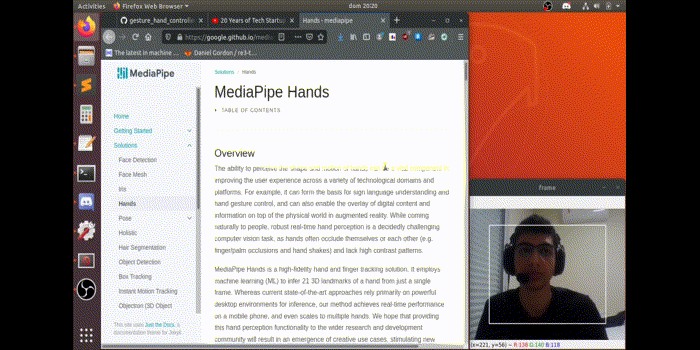 Activities
Firefox Web Browser
dom 20:20
gesture_hand_controlle
20 Years of Tech Startu
Hands - mediapipe
https://google.github.io/media
The latest in machine ...
Daniel Gordon / re3-t...
MediaPipe
Home
Getting Started
Solutions
Face Detection
Face Mesh
Iris
Hands
Pose
Holistic
Hair Segmentation
Object Detection
Box Tracking
Instant Motion Tracking
Objectron (3D Object
This site uses Just the Docs, a
documentation theme for Jekyll.
Solutions
Hands
MediaPipe Hands
TABLE OF CONTENTS
Overview
The ability to perceive the shape and motion of hands
improving the user experience across a variety of technological domains and
platforms. For example, it can form the basis for sign language understanding and
hand gesture control, and can also enable the overlay of digital content and
information on top of the physical world in augmented reality. While coming
naturally to people, robust real-time hand perception is a decidedly challenging
computer vision task, as hands often occlude themselves or each other (e.g.
finger/palm occlusions and hand shakes) and lack high contrast patterns.
MediaPipe Hands is a high-fidelity hand and finger tracking solution. It employs
machine learning (ML) to infer 21 3D landmarks of a hand from just a single
frame. Whereas current state-of-the-art approaches rely primarily on powerful
desktop environments for inference, our method achieves real-time performance
on a mobile phone, and even scales to multiple hands. We hope that providing
this hand perception functionality to the wider research and development
community will result in an emergence of creative use cases, stimulating new
frame
(x=221, y=56) ~ R:138 G:140 B:118